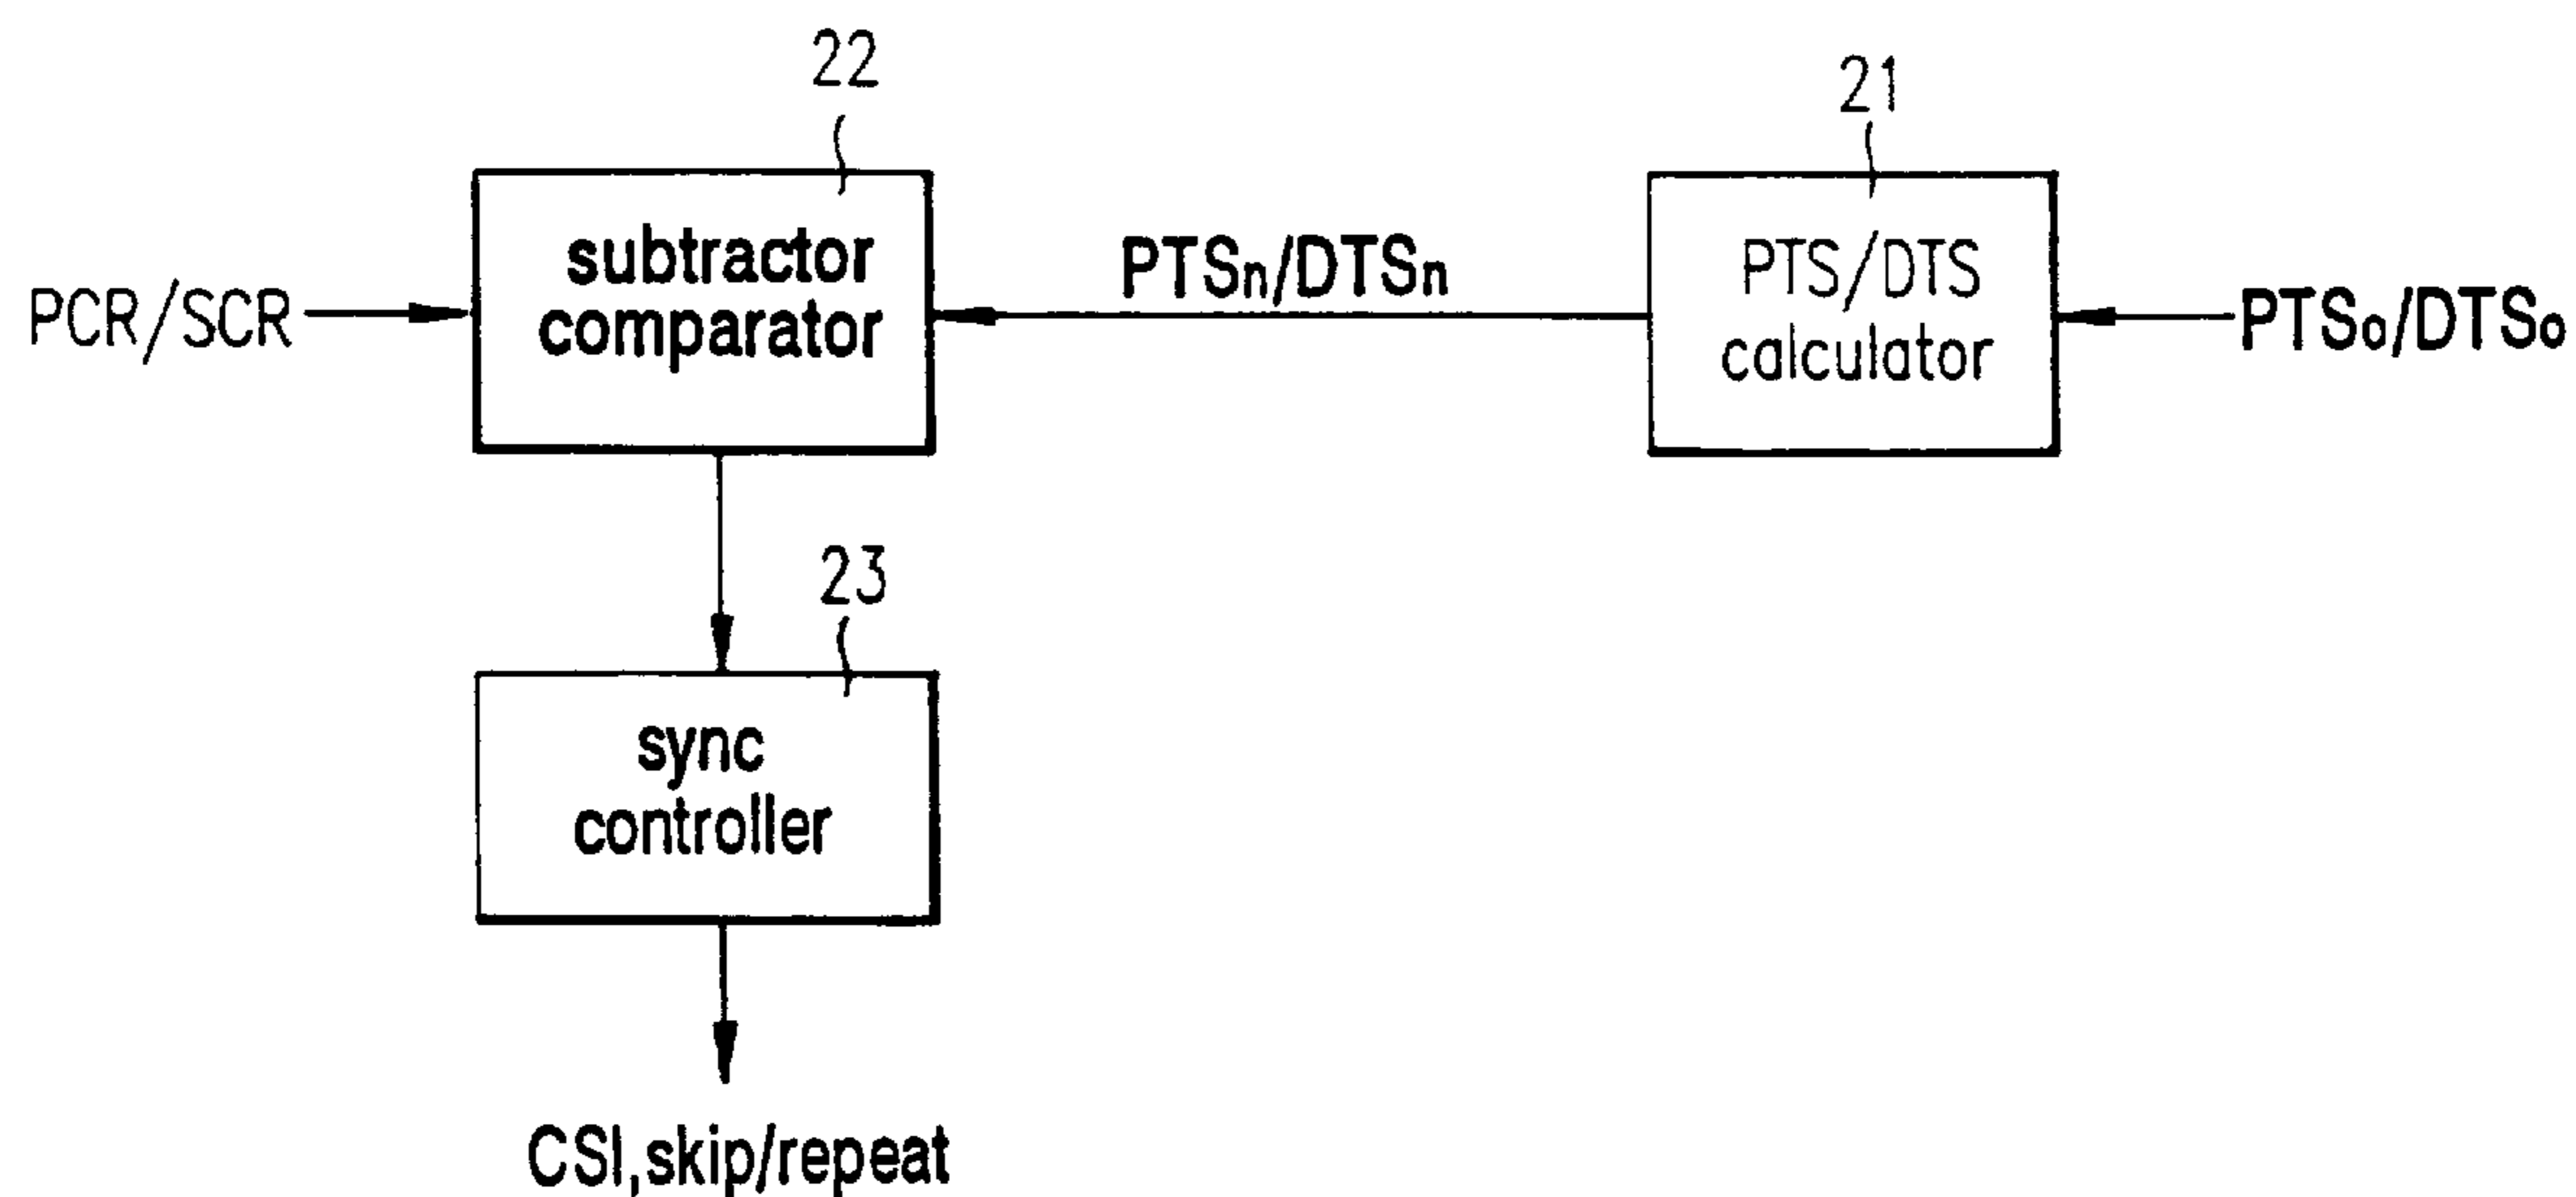 22
21
subtractor
comparator
PCR/SCR
PTSn/DTSn
PTS/DTS
calculator
PTSo/DTSo
23
sync
controller
CSI,skip/repeat